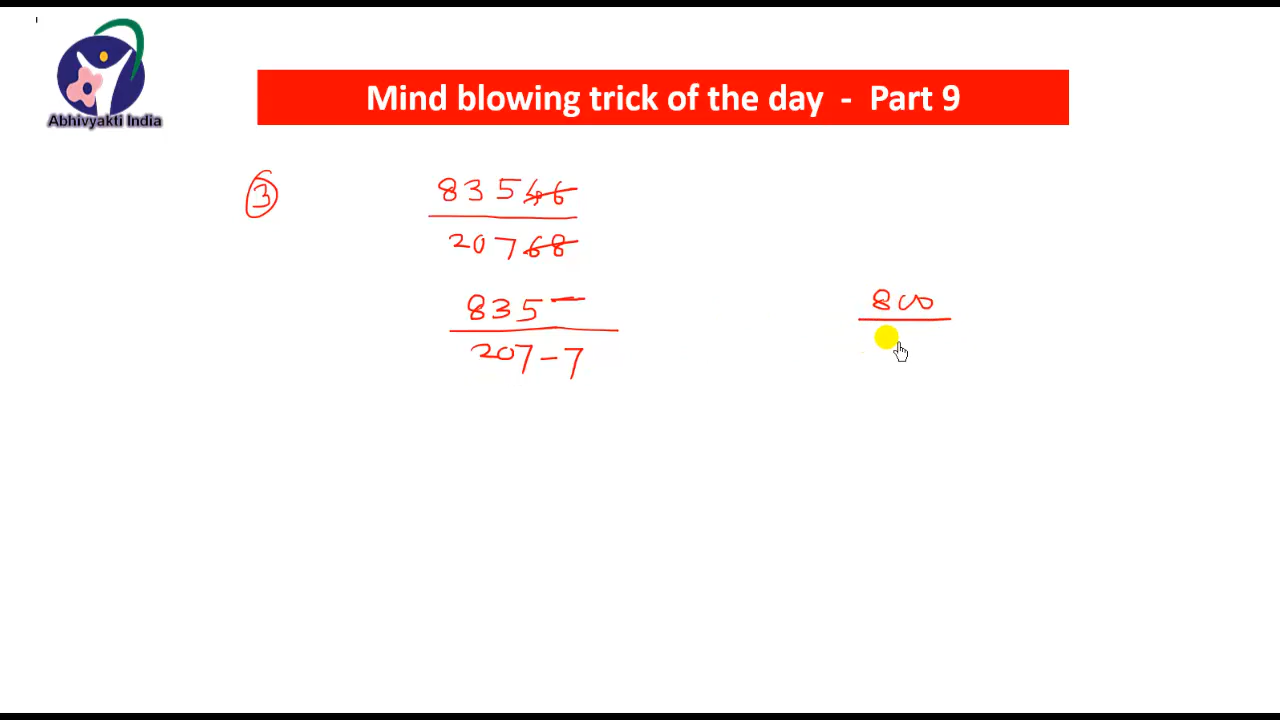 Abhivyakti India
Mind blowing trick of the day - Part 9
3
83546
20768
835 –
207 – 7
800